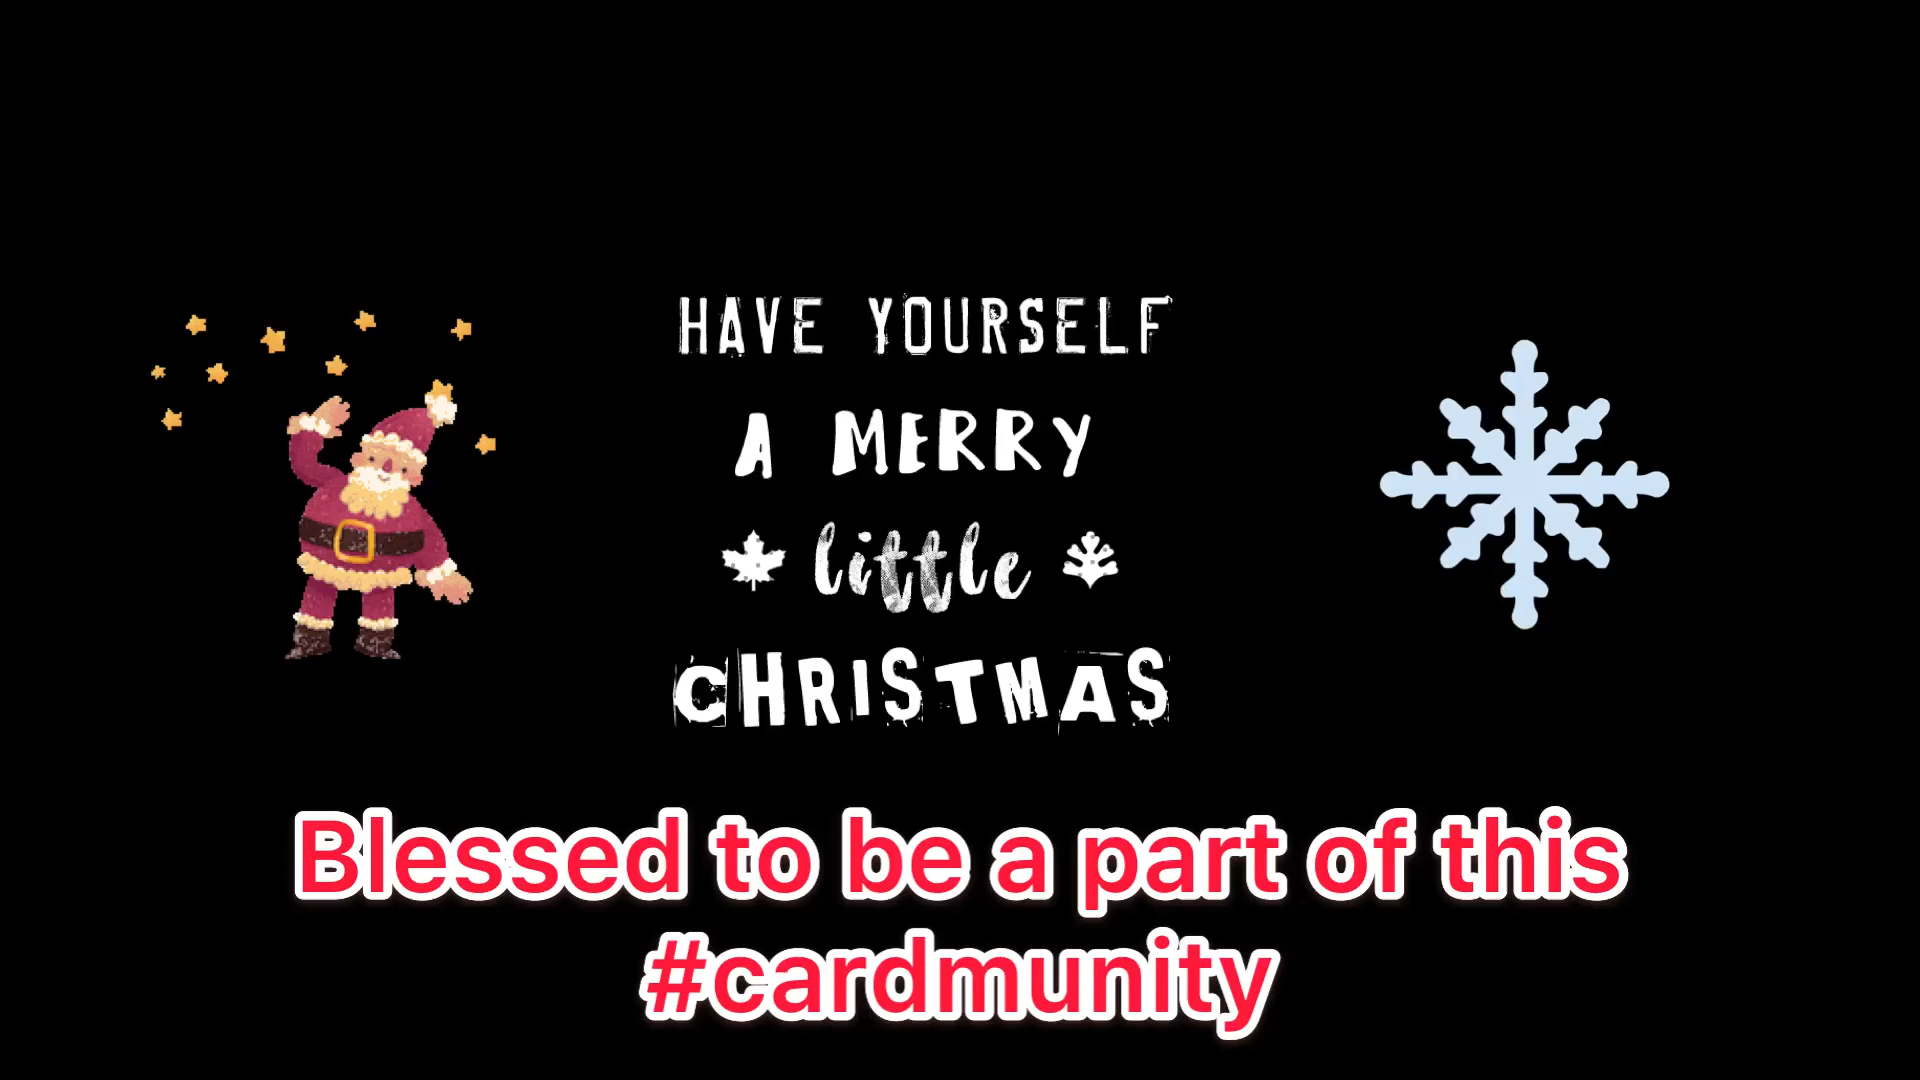 HAVE YOURSELF
A MERRY
little
CHRISTMAS
Blessed to be a part of this
#cardmunity